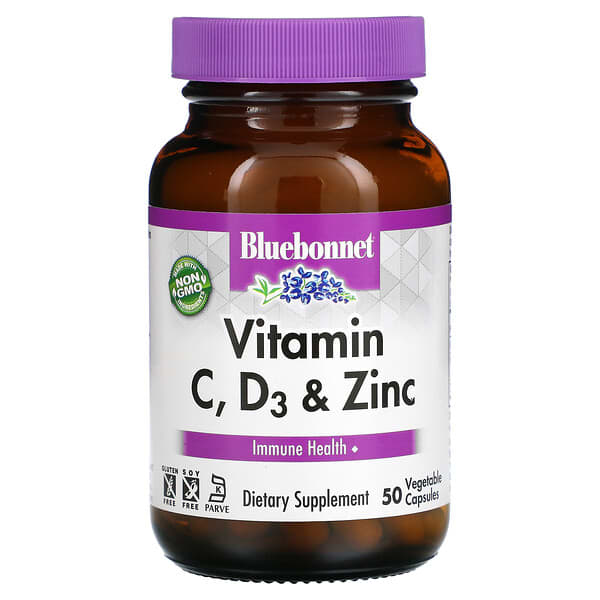 Bluebonnet®
MADE WITH
NON
GMO
INGREDIENTS
Vitamin
C, D3 & Zinc
Immune Health ♦
GLUTEN FREE
SOY FREE
K
PARVE
Dietary Supplement 50 Vegetable Capsules